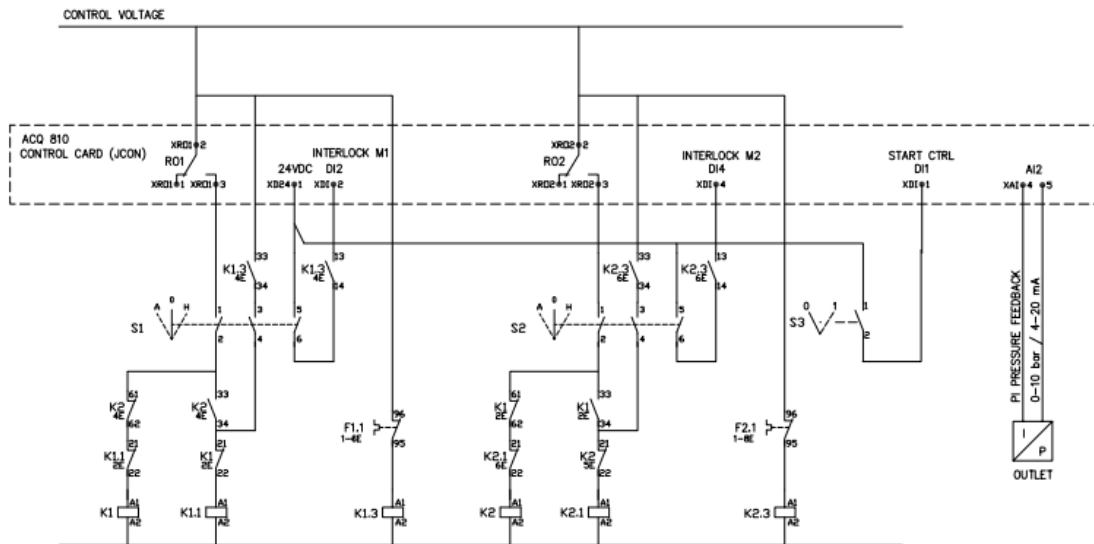 CONTROL VOLTAGE
ACQ 810
CONTROL CARD (JCON)
XRO1 2
RO1
XRO1 1
XRO1 3
24VDC
XD24 1
INTERLOCK M1
DI2
XDI 2
XRO2 2
RO2
XRO2 1
XRO2 3
INTERLOCK M2
DI4
XDI 4
START CTRL
DI1
XDI 1
AI2
XAI 4 5
33
K1.3
4E
34
13
K1.3
4E
14
33
K2.3
6E
34
13
K2.3
6E
14
A 0 H
S1
1
2
3
4
5
6
A 0 H
S2
1
2
3
4
5
6
0 1
S3
1
2
PI PRESSURE FEEDBACK
0-10 bar / 4-20 mA
I
P
OUTLET
61
K2
4E
62
33
K2
4E
34
21
K1.1
2E
22
21
K1
2E
22
96
F1.1
1-6E
95
61
K1
2E
62
33
K1
2E
34
21
K2.1
6E
22
21
K2
5E
22
96
F2.1
1-8E
95
K1
A1
A2
K1.1
A1
A2
K1.3
A1
A2
K2
A1
A2
K2.1
A1
A2
K2.3
A1
A2